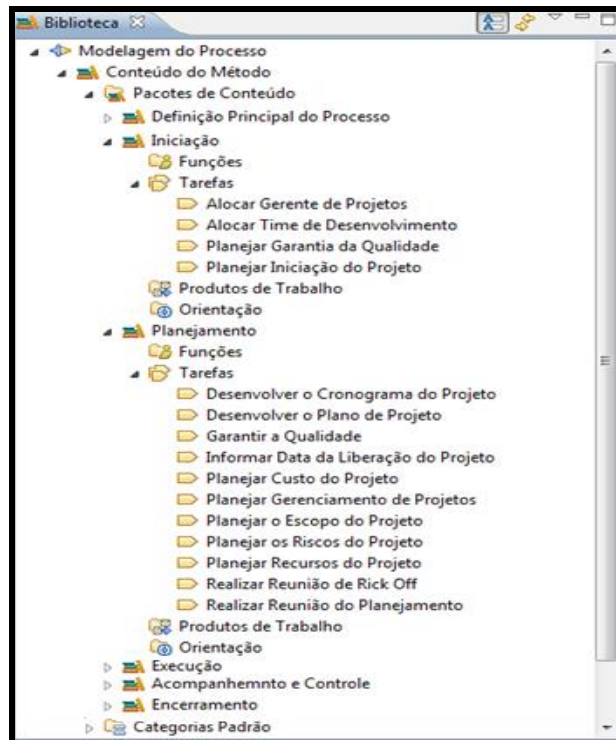 Biblioteca
Modelagem do Processo
Conteúdo do Método
Pacotes de Conteúdo
Definição Principal do Processo
Iniciação
Funções
Tarefas
Alocar Gerente de Projetos
Alocar Time de Desenvolvimento
Planejar Garantia da Qualidade
Planejar Iniciação do Projeto
Produtos de Trabalho
Orientação
Planejamento
Funções
Tarefas
Desenvolver o Cronograma do Projeto
Desenvolver o Plano de Projeto
Garantir a Qualidade
Informar Data da Liberação do Projeto
Planejar Custo do Projeto
Planejar Gerenciamento de Projetos
Planejar o Escopo do Projeto
Planejar os Riscos do Projeto
Planejar Recursos do Projeto
Realizar Reunião de Rick Off
Realizar Reunião do Planejamento
Produtos de Trabalho
Orientação
Execução
Acompanhemnto e Controle
Encerramento
Categorias Padrão